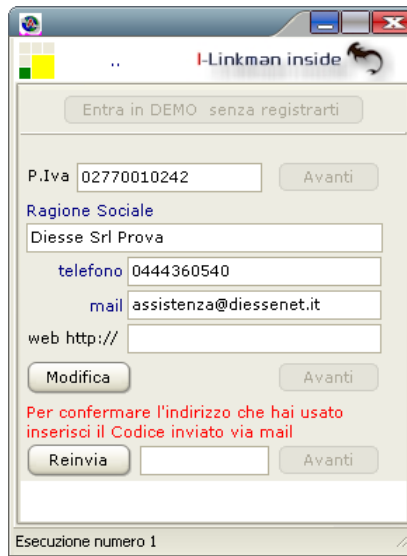 ..
I-Linkman inside
Entra in DEMO senza registrarti
P.Iva 02770010242 Avanti
Ragione Sociale
Diesse Srl Prova
telefono 0444360540
mail assistenza@diessenet.it
web http://
Modifica Avanti
Per confermare l'indirizzo che hai usato
inserisci il Codice inviato via mail
Reinvia Avanti
Esecuzione numero 1